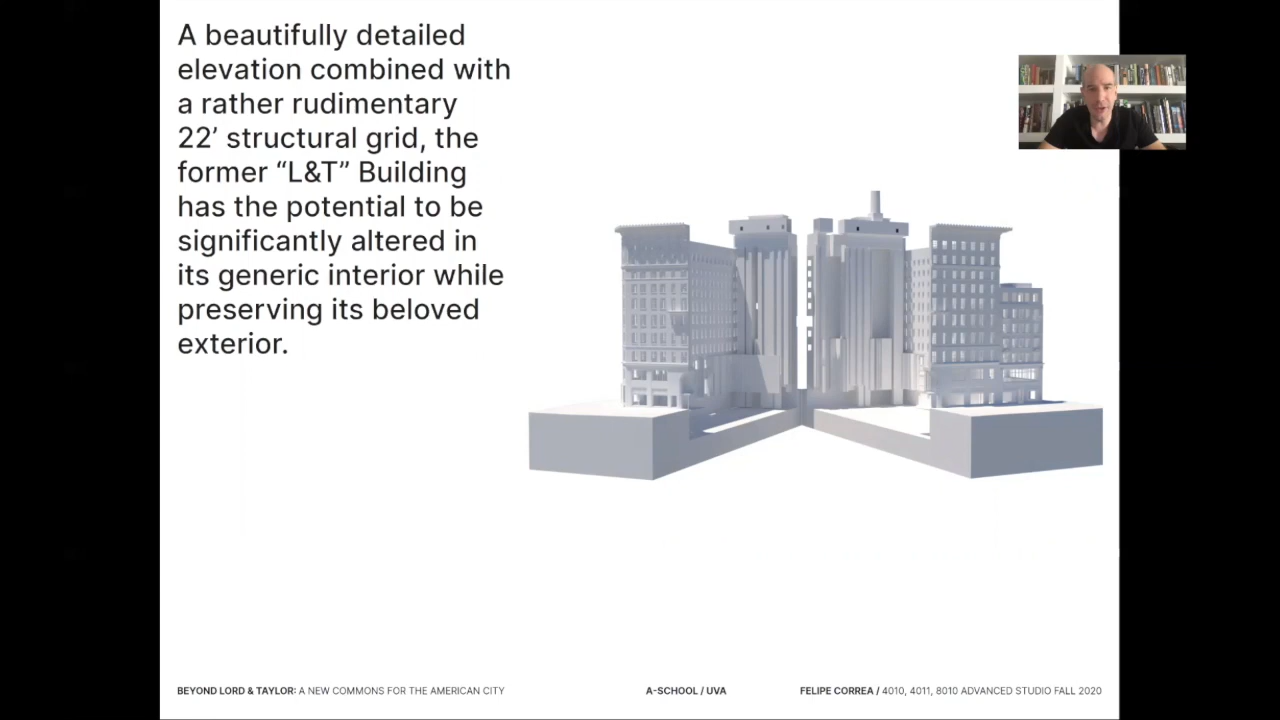 A beautifully detailed
elevation combined with
a rather rudimentary
22’ structural grid, the
former “L&T” Building
has the potential to be
significantly altered in
its generic interior while
preserving its beloved
exterior.
BEYOND LORD & TAYLOR: A NEW COMMONS FOR THE AMERICAN CITY
A-SCHOOL / UVA
FELIPE CORREA / 4010, 4011, 8010 ADVANCED STUDIO FALL 2020